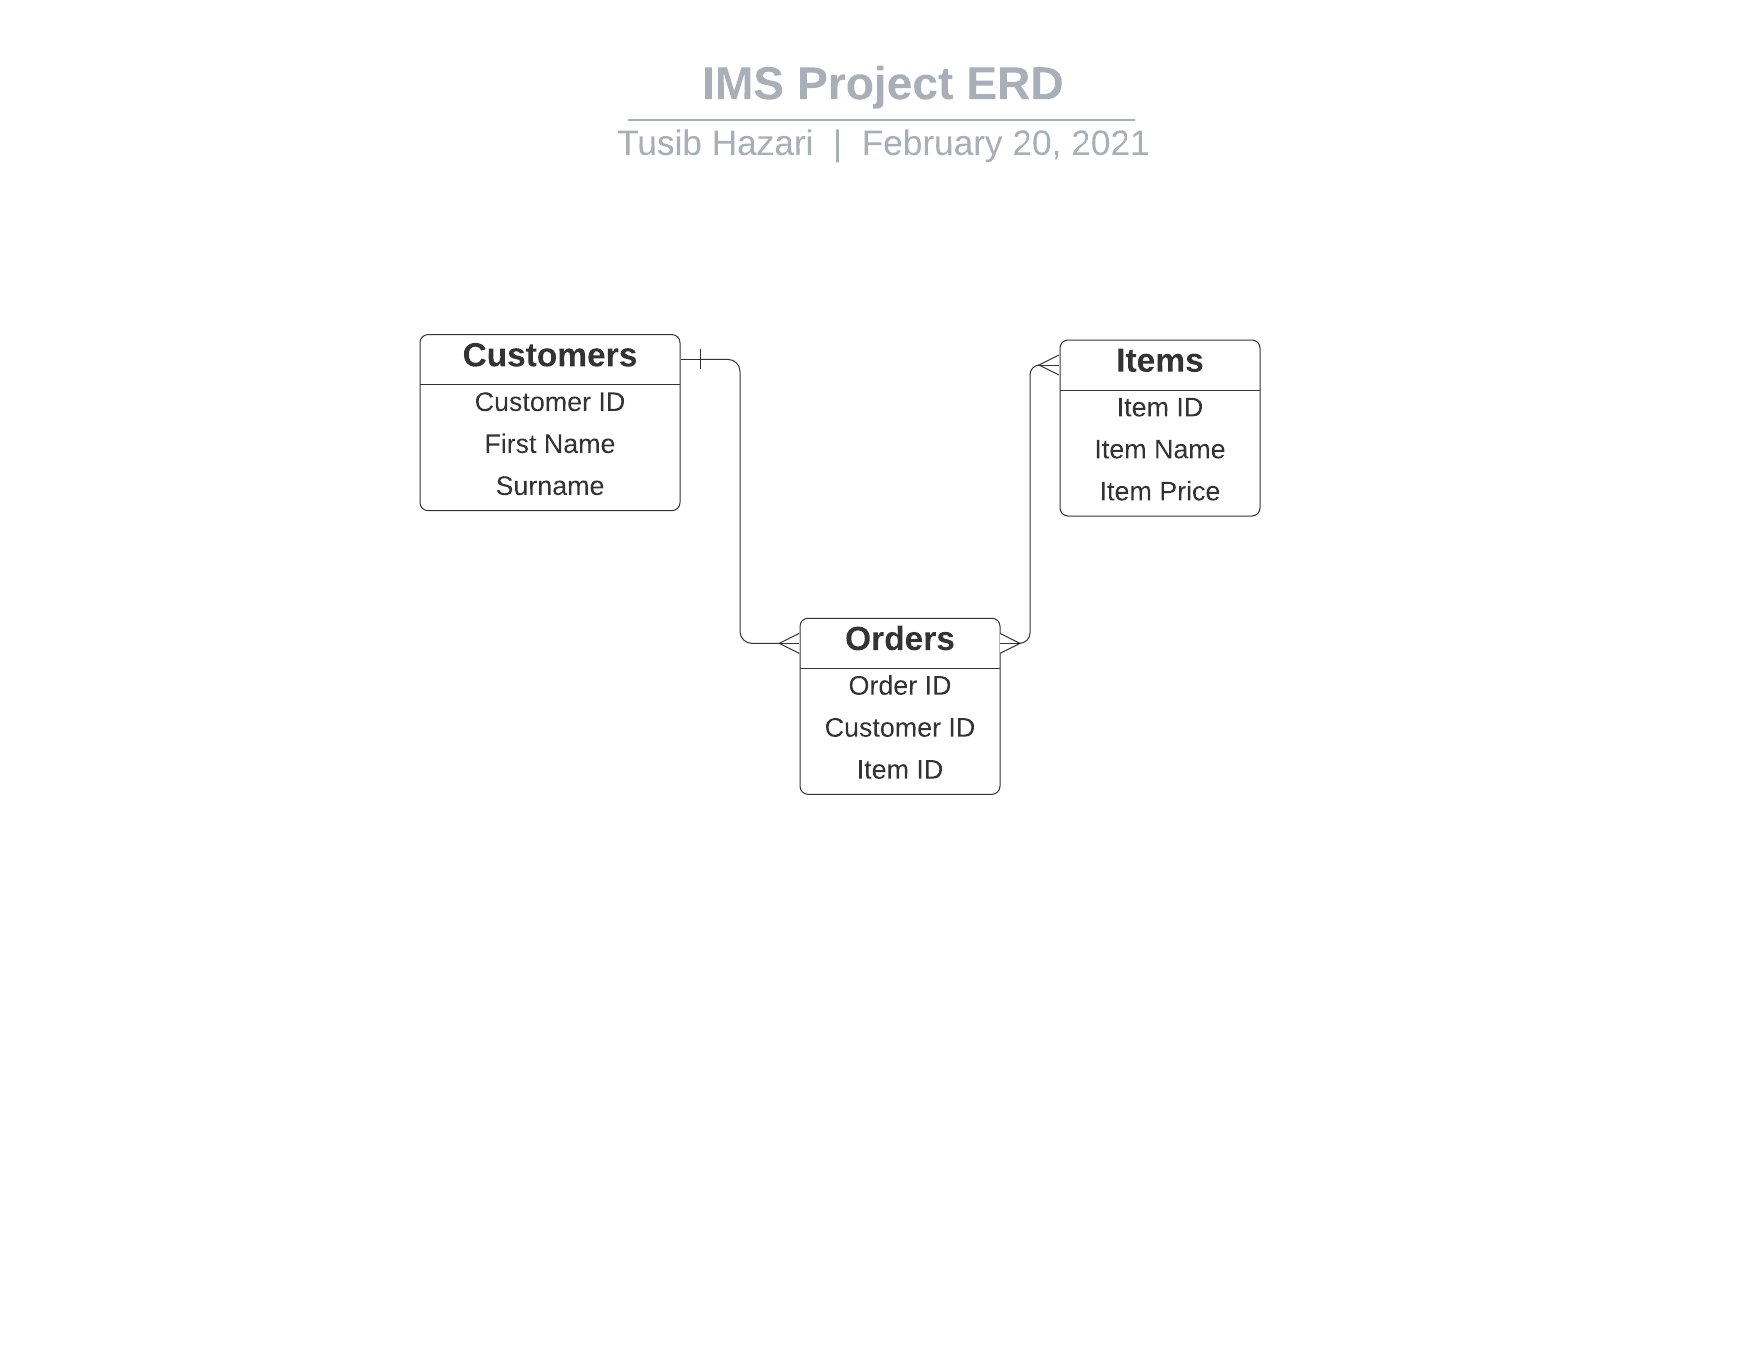 IMS Project ERD
Tusib Hazari | February 20, 2021
Customers
Customer ID
First Name
Surname
Items
Item ID
Item Name
Item Price
Orders
Order ID
Customer ID
Item ID